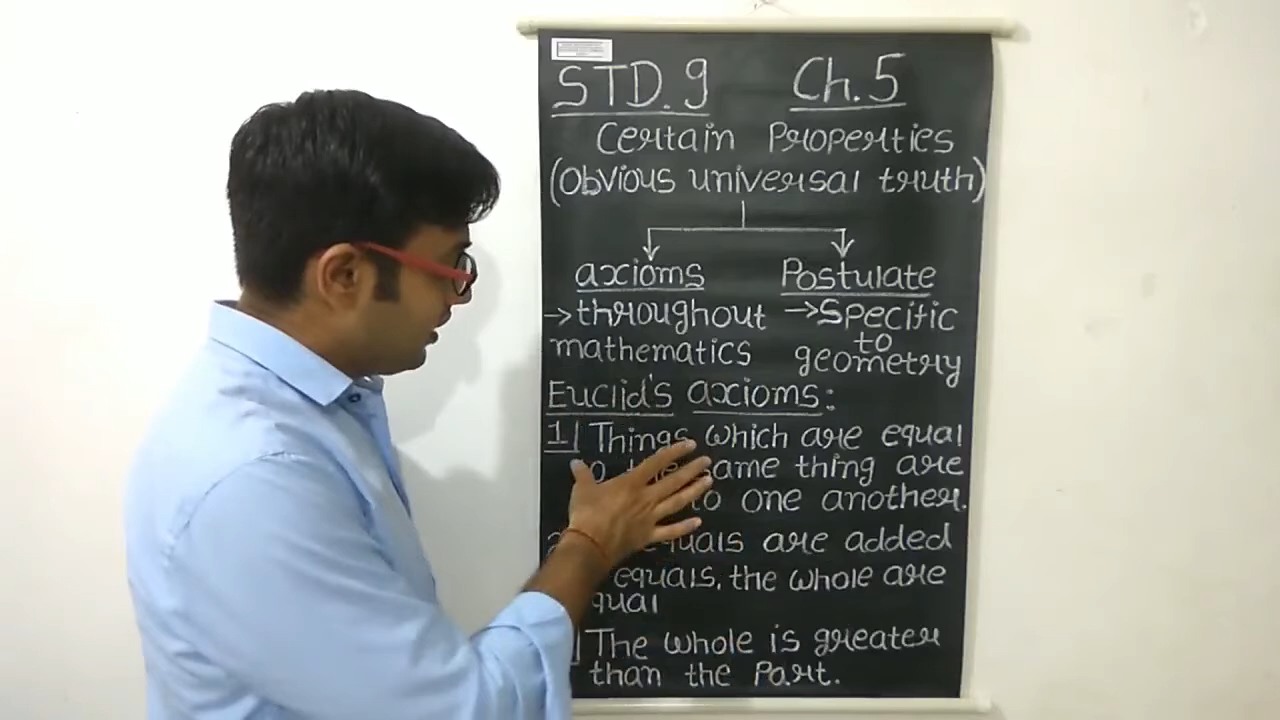 STD. 9 Ch. 5
Certain Properties
(Obvious universal truth)
axioms Postulate
→ throughout → Specific
mathematics to geometry
Euclid's axioms:
1) Things which are equal
the same thing are
to one another.
equals are added
equals, the whole are
The whole is greater
than the Part.